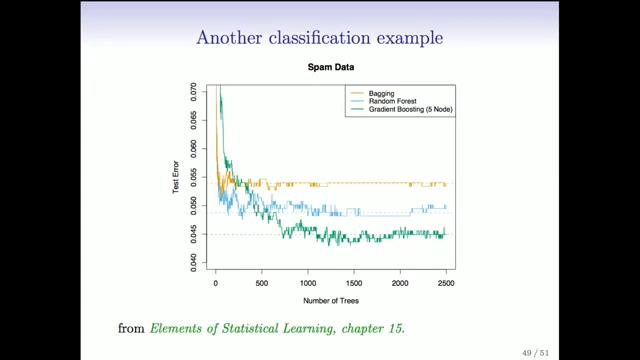 Another classification example
Spam Data
Bagging
Random Forest
Gradient Boosting (5 Node)
0.070
0.065
0.060
0.055
0.050
0.045
0.040
Test Error
0
500
1000
1500
2000
2500
Number of Trees
from Elements of Statistical Learning, chapter 15.
49 / 51